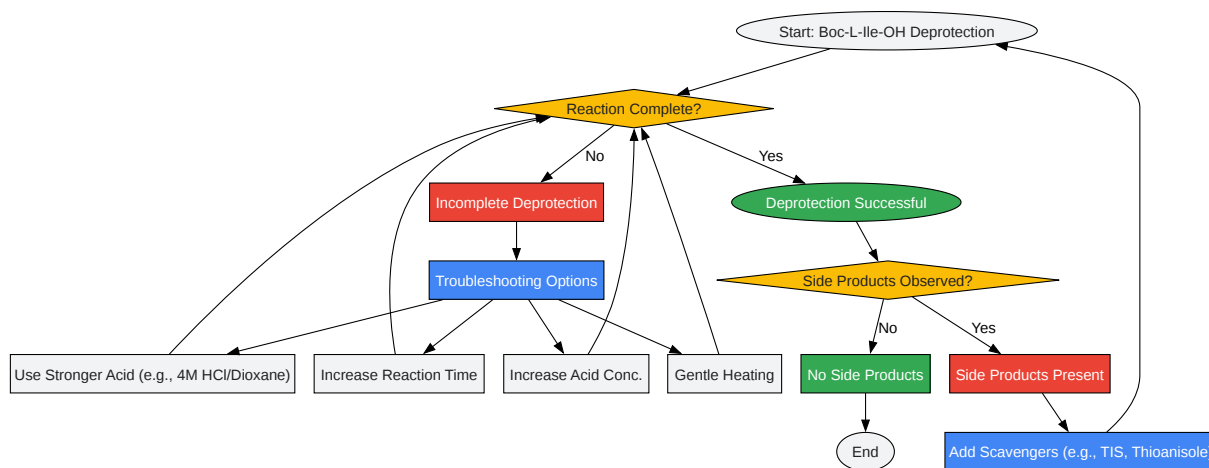 Start: Boc-L-Ile-OH Deprotection
Reaction Complete?
No
Yes
Incomplete Deprotection
Deprotection Successful
Troubleshooting Options
Side Products Observed?
No
Yes
Use Stronger Acid (e.g., 4M HCl/Dioxane)
Increase Reaction Time
Increase Acid Conc.
Gentle Heating
No Side Products
Side Products Present
End
Add Scavengers (e.g., TIS, Thioanisole)